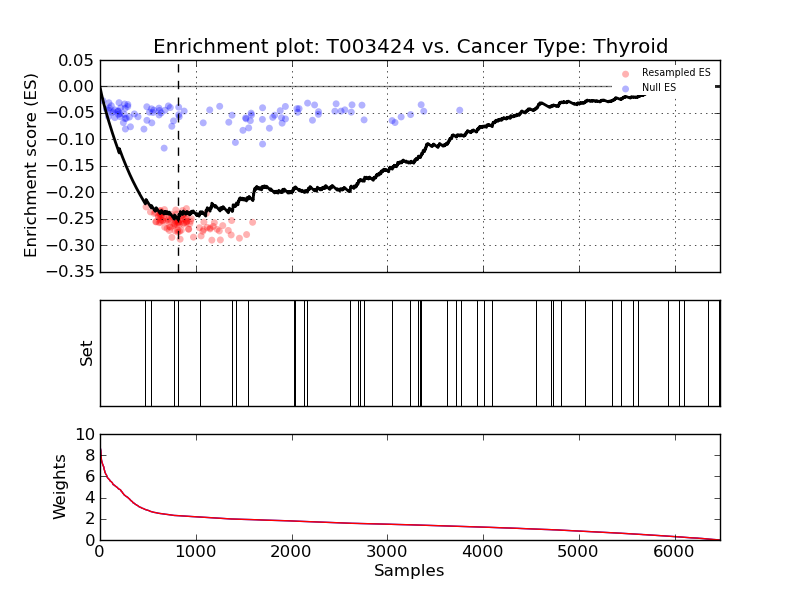 Enrichment plot: T003424 vs. Cancer Type: Thyroid
Enrichment score (ES)
0.05
0.00
−0.05
−0.10
−0.15
−0.20
−0.25
−0.30
−0.35
Resampled ES
Null ES
Set
Weights
10
8
6
4
2
0
0 1000 2000 3000 4000 5000 6000
Samples